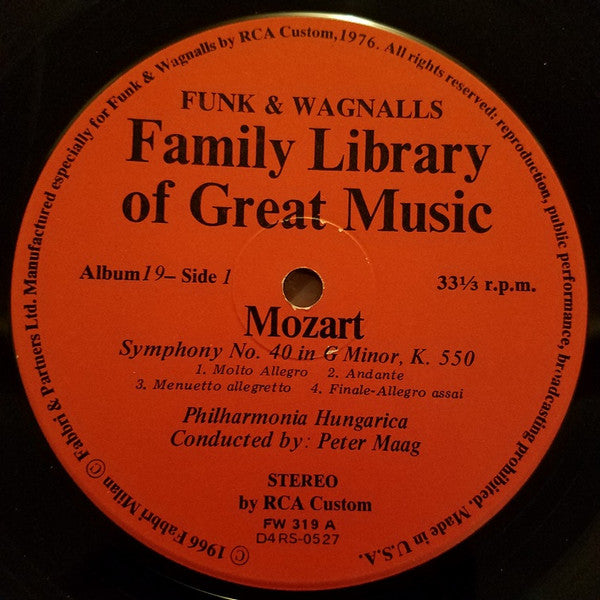 © 1966 Fabbri Milan © Fabbri & Partners Ltd. Manufactured especially for Funk & Wagnalls by RCA Custom, 1976. All rights reserved; reproduction, public performance, broadcasting prohibited. Made in U.S.A.
FUNK & WAGNALLS
Family Library
of Great Music
Album 19– Side 1
33⅓ r.p.m.
Mozart
Symphony No. 40 in G Minor, K. 550
1. Molto Allegro 2. Andante
3. Menuetto allegretto 4. Finale-Allegro assai
Philharmonia Hungarica
Conducted by: Peter Maag
STEREO
by RCA Custom
FW 319 A
D4RS-0527